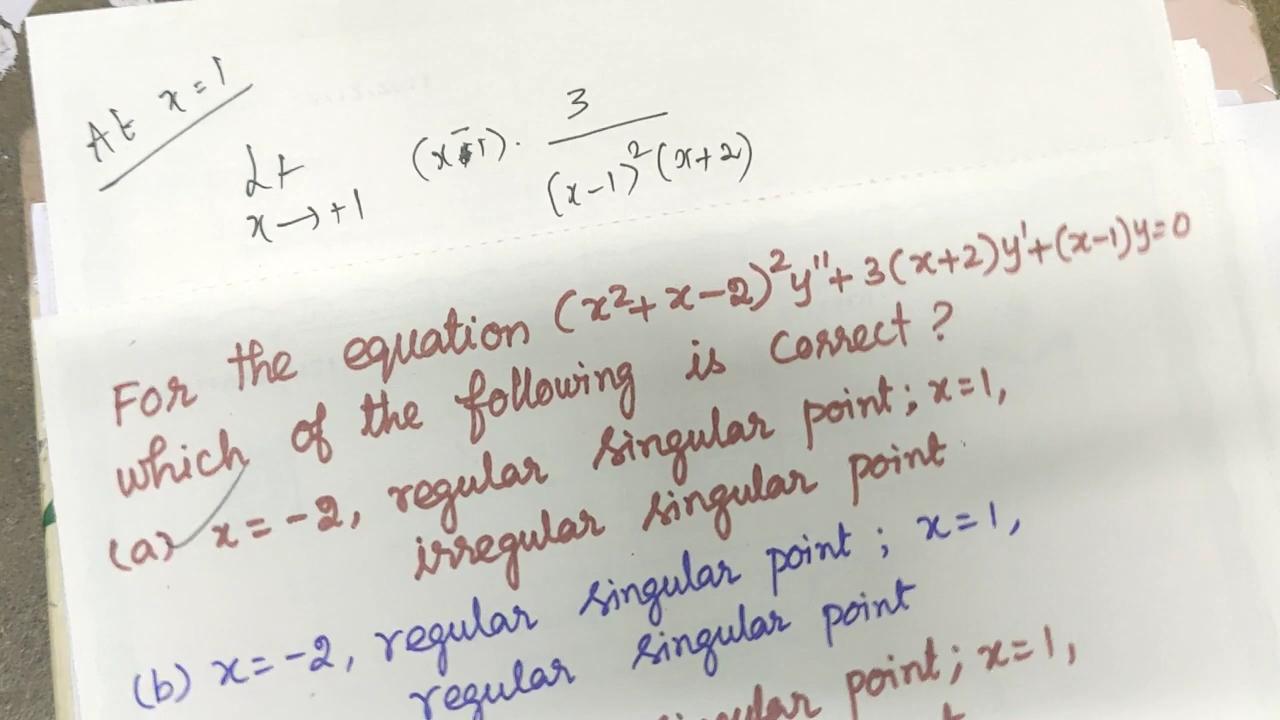 At x=1
Lt (x-1). 3
x→+1 (x-1)²(x+2)
For the equation (x²+x-2)²y''+3(x+2)y'+(x-1)y=0
which of the following is correct?
(a) x=-2, regular singular point; x=1,
irregular singular point
(b) x=-2, regular singular point; x=1,
regular singular point
point; x=1,